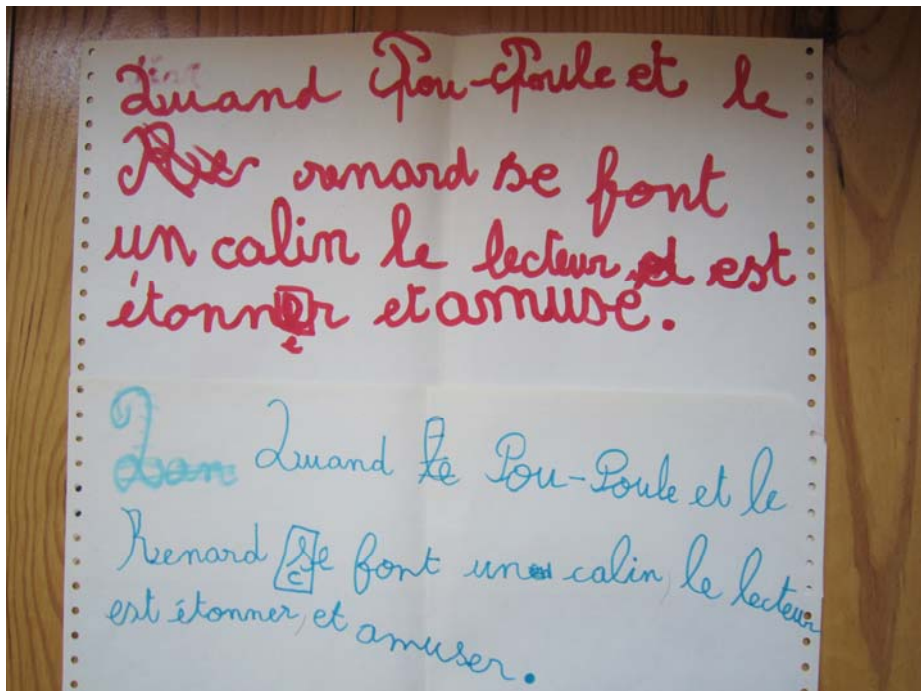 Quand Pou-Poule et le
renard se font
un calin le lecteur est
étonner et amusé.
è
Quand le Pou-Poule et le
Renard se font un calin, le lecteur
c
est étonner, et amuser.